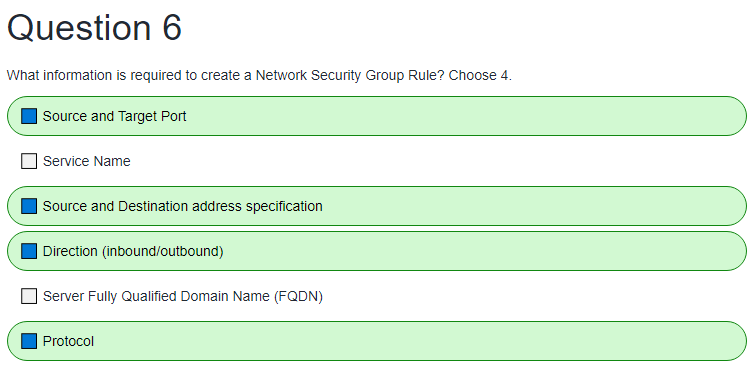 Question 6
What information is required to create a Network Security Group Rule? Choose 4.
Source and Target Port
Service Name
Source and Destination address specification
Direction (inbound/outbound)
Server Fully Qualified Domain Name (FQDN)
Protocol